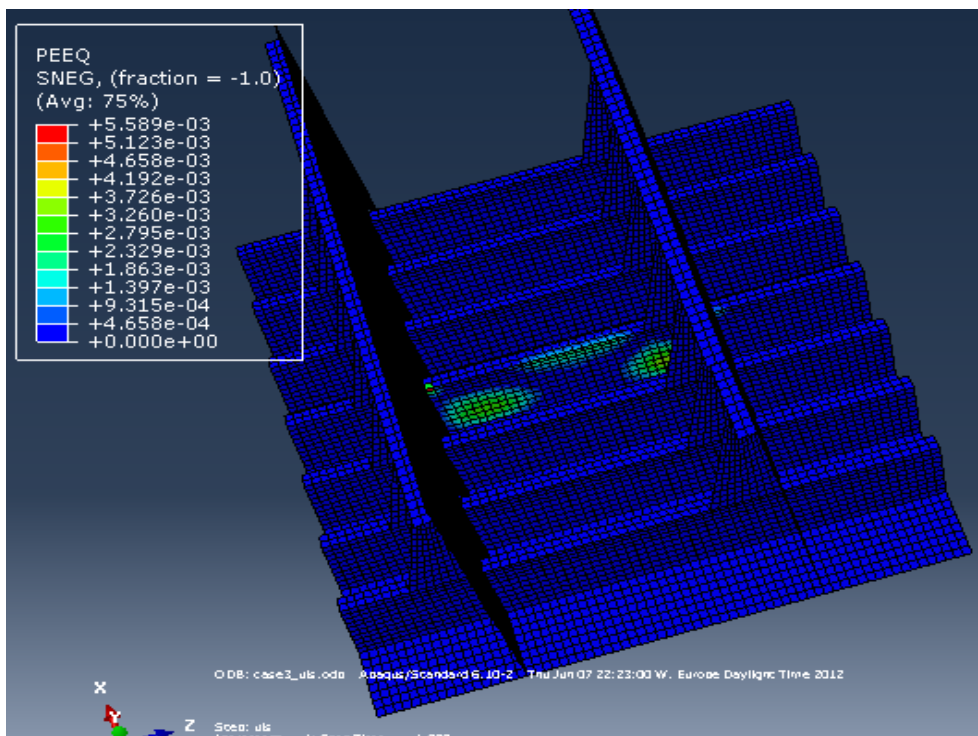 PEEQ
SNEG, (fraction = -1.0)
(Avg: 75%)
+5.589e-03
+5.123e-03
+4.658e-03
+4.192e-03
+3.726e-03
+3.260e-03
+2.795e-03
+2.329e-03
+1.863e-03
+1.397e-03
+9.315e-04
+4.658e-04
+0.000e+00
ODB: case3_uls.odb Abaqus/Standard 6.10-2 Thu Jun 07 22:23:00 W. Europe Daylight Time 2012
X
Y
Z
Step: uls